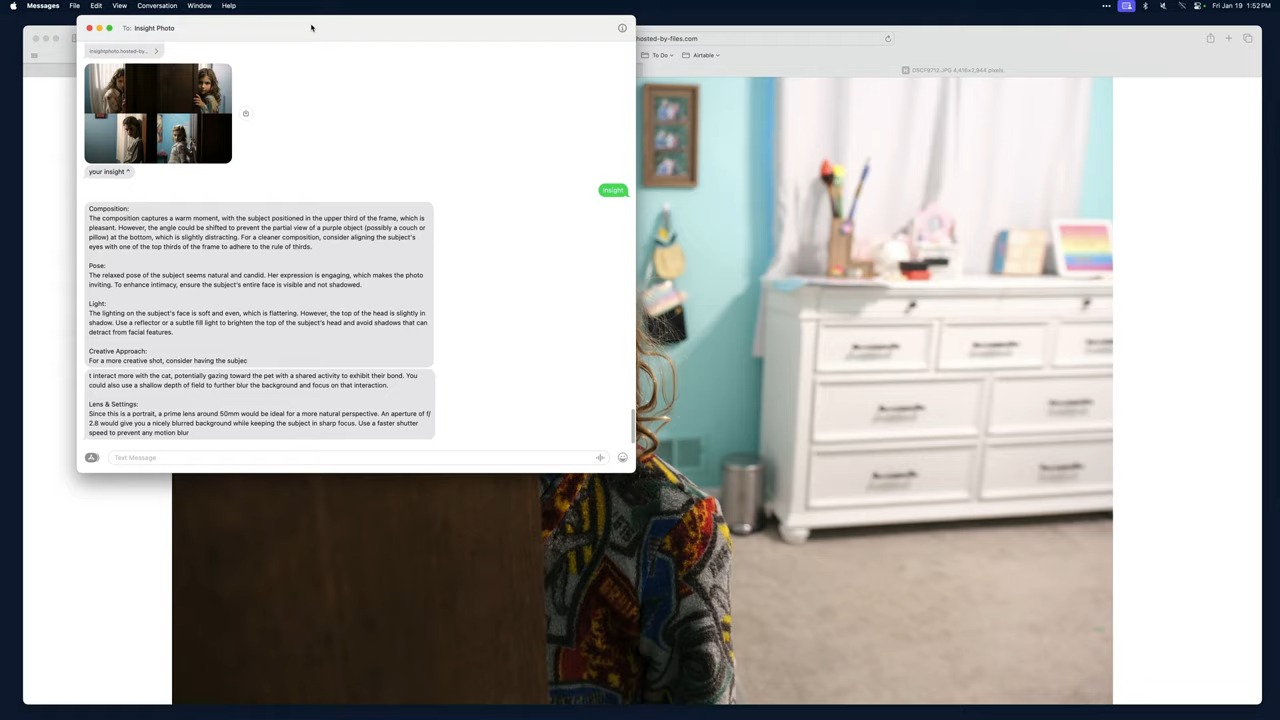 Messages File Edit View Conversation Window Help
Fri Jan 19 1:52 PM
To: Insight Photo
hosted-by-files.com
To Do
Airtable
insightphoto.hosted-by...
DSCF9712.JPG 4,416×2,944 pixels
your insight ^
insight
Composition:
The composition captures a warm moment, with the subject positioned in the upper third of the frame, which is
pleasant. However, the angle could be shifted to prevent the partial view of a purple object (possibly a couch or
pillow) at the bottom, which is slightly distracting. For a cleaner composition, consider aligning the subject's
eyes with one of the top thirds of the frame to adhere to the rule of thirds.
Pose:
The relaxed pose of the subject seems natural and candid. Her expression is engaging, which makes the photo
inviting. To enhance intimacy, ensure the subject's entire face is visible and not shadowed.
Light:
The lighting on the subject's face is soft and even, which is flattering. However, the top of the head is slightly in
shadow. Use a reflector or a subtle fill light to brighten the top of the subject's head and avoid shadows that can
detract from facial features.
Creative Approach:
For a more creative shot, consider having the subjec
t interact more with the cat, potentially gazing toward the pet with a shared activity to exhibit their bond. You
could also use a shallow depth of field to further blur the background and focus on that interaction.
Lens & Settings:
Since this is a portrait, a prime lens around 50mm would be ideal for a more natural perspective. An aperture of f/
2.8 would give you a nicely blurred background while keeping the subject in sharp focus. Use a faster shutter
speed to prevent any motion blur
Text Message